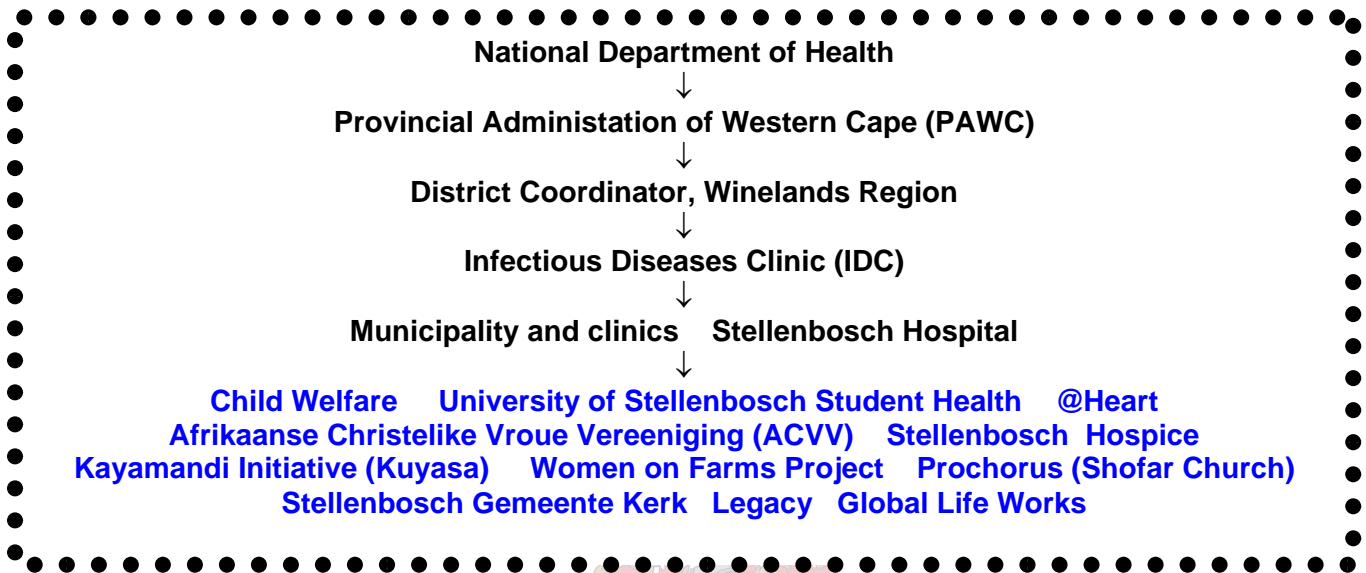 National Department of Health
↓
Provincial Administation of Western Cape (PAWC)
↓
District Coordinator, Winelands Region
↓
Infectious Diseases Clinic (IDC)
↓
Municipality and clinics Stellenbosch Hospital
↓
Child Welfare University of Stellenbosch Student Health @Heart
Afrikaanse Christelike Vroue Vereeniging (ACVV) Stellenbosch Hospice
Kayamandi Initiative (Kuyasa) Women on Farms Project Prochorus (Shofar Church)
Stellenbosch Gemeente Kerk Legacy Global Life Works